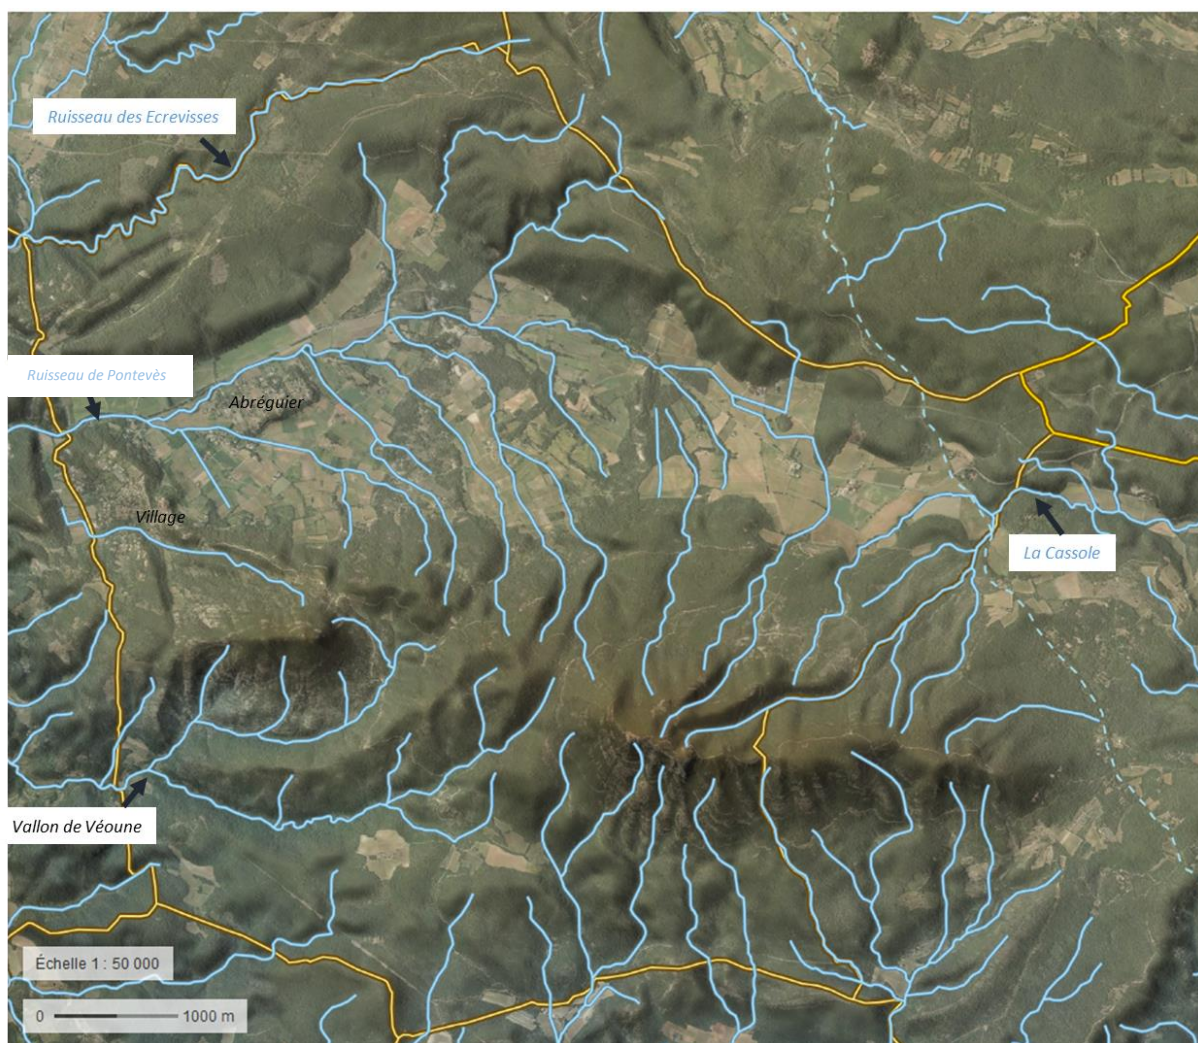 Ruisseau des Ecrevisses
Ruisseau de Pontevès
Abréguier
Village
La Cassole
Vallon de Véoune
Échelle 1 : 50 000
0 1000 m